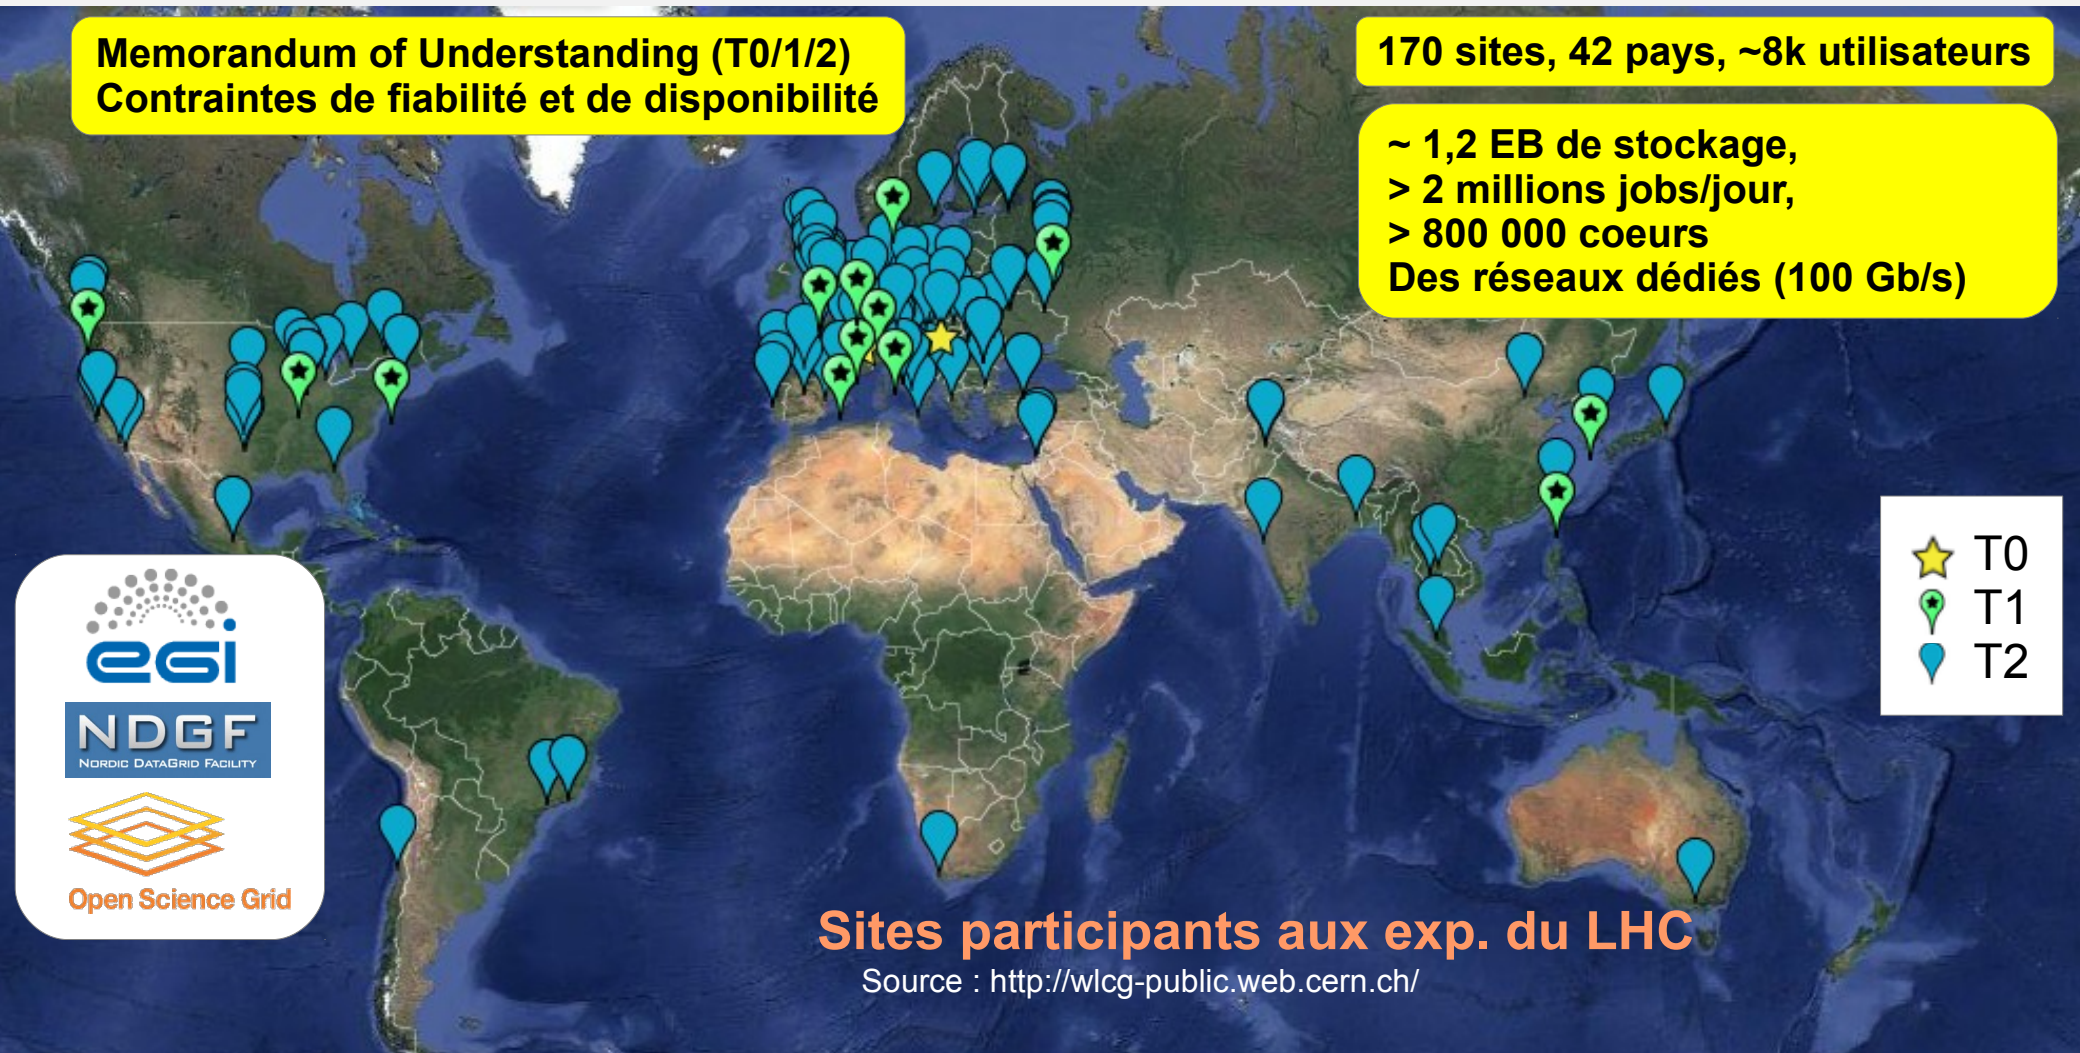 Memorandum of Understanding (T0/1/2)
Contraintes de fiabilité et de disponibilité
170 sites, 42 pays, ~8k utilisateurs
~ 1,2 EB de stockage,
> 2 millions jobs/jour,
> 800 000 coeurs
Des réseaux dédiés (100 Gb/s)
T0
T1
T2
egi
NDGF
NORDIC DATAGRID FACILITY
Open Science Grid
Sites participants aux exp. du LHC
Source : http://wlcg-public.web.cern.ch/